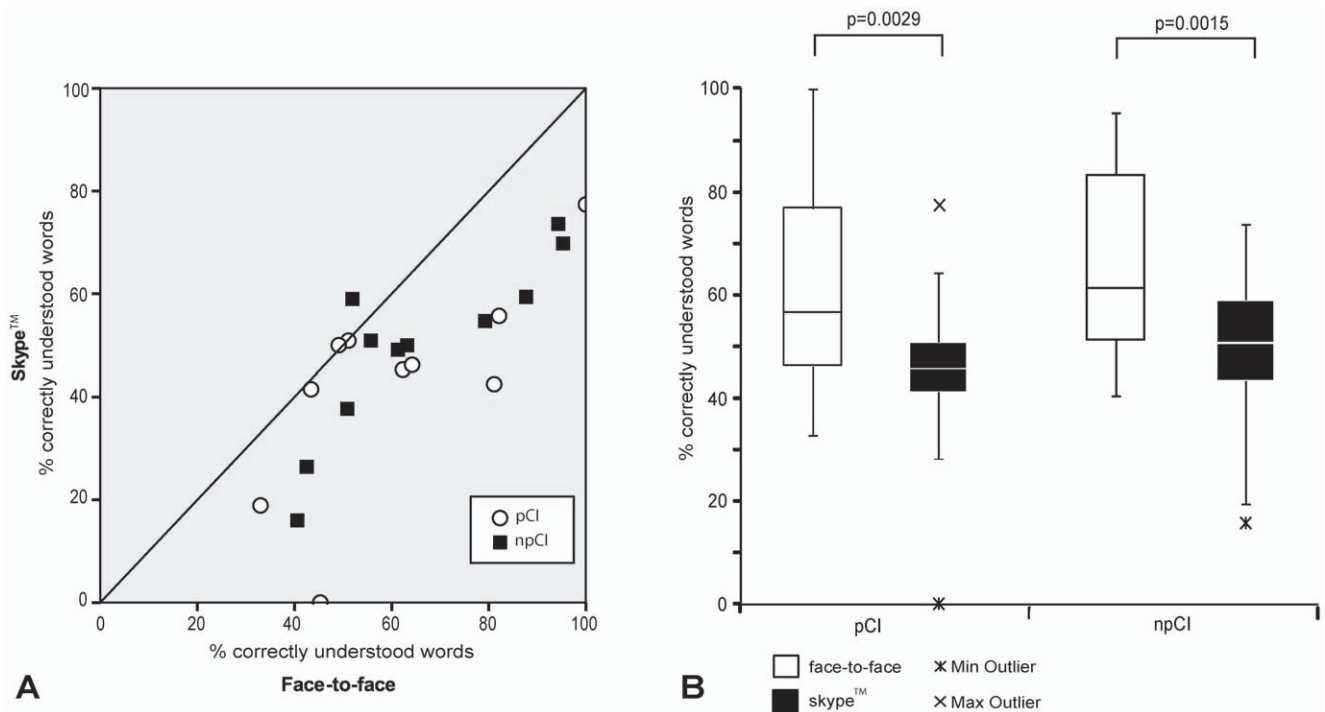 100
80
60
40
20
0
0 20 40 60 80 100
Skype™
% correctly understood words
% correctly understood words
Face-to-face
pCI
npCI
A
p=0.0029
p=0.0015
100
80
60
40
20
0
% correctly understood words
pCI
npCI
face-to-face
skype™
Min Outlier
Max Outlier
B